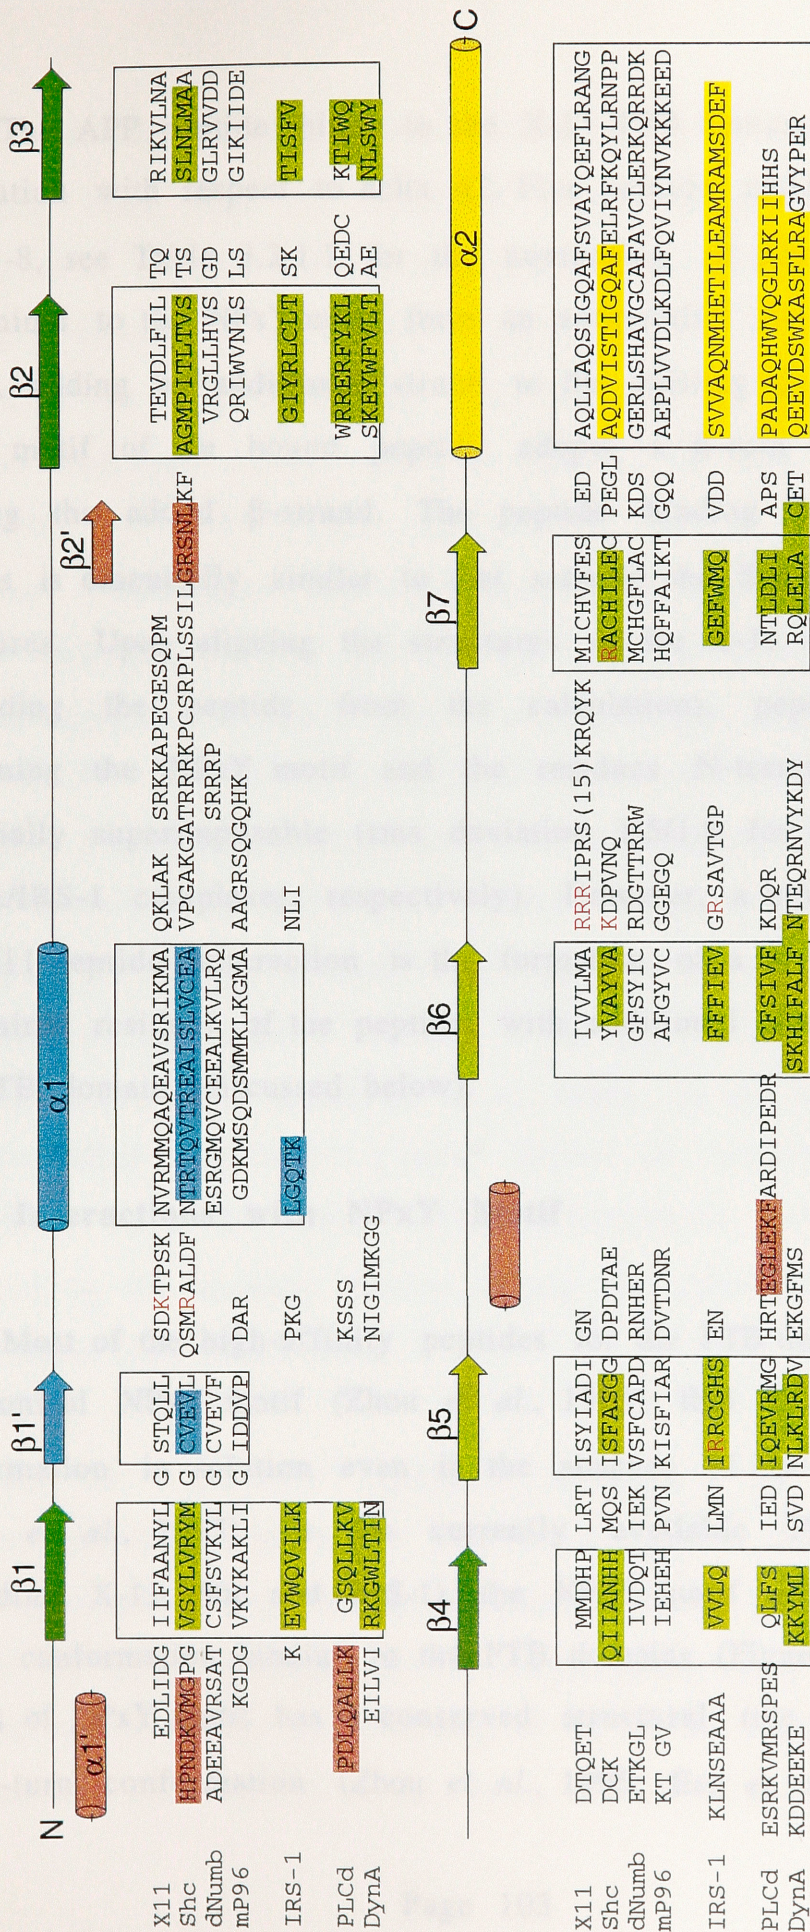 N α1' β1 β1' α1 β2' β2 β3
X11 EDLIDG IIFAANYL G STQLL SDKTPSK NVRMMQAQEAVSRIKMA QKLAK SRKKAPEGESQPM TEVDLFIL TQ RIKVLNA
Shc HPNDKVMGPG VSYLVRYM G CVEVL QSMRALDF NTRTQVTREAISLVCEA VPGAKGATRRRKPCSRPLSSILGRSNLKF AGMPITLTVS TS SLNLMAA
dNumb ADEEAVRSAT CSFSVKYL G CVEVF ESRGMQVCEEALKVLRQ SRRRP VRGLLHVS GD GLRVVDD
mP96 KGDG VKYKAKLI G IDDVP DAR GDKMSQDSMMKLKGMA AAGRSQGQHK QRIWVNIS LS GIKIIDE
IRS-1 K EVWQVILK PKG LGQTK NLI GIYRLCLT SK TISFV
PLCd PDLQALLK GSQLLKV KSSS WRRERFYKL QEDC KTIWQ
DynA EILVI RKGWLTIN NIGIMKGG SKEYWFVLT AE NLSWY
β4 β5 β6 β7 α2 C
X11 DTQET MMDHP LRT ISYIADI GN IVVLMA RRRIPRS(15)KRQYK MICHVFES ED AQLIAQSIGQAFSVAYQEFLRANG
Shc DCK QIIANHH MQS ISFASGG DPDTAE YVAYVA KDPVNQ RACHILEC PEGL AQDVISTIGQAFELRFKQYLRNPP
dNumb ETKGL IVDQT IEK VSFCAPD RNHER GFSYIC RDGTTRRW MCHGFLAC KDS GERLSHAVGCAFAVCLERKQRRDK
mP96 KT GV IEHEH PVN KISFIAR DVTDNR AFGYVC GGEGQ HQFFAIKT GQQ AEPLVVDLKDLFQVIYNVKKKEED
IRS-1 KLNSEAAA VVLQ LMN IRRCGHS EN FFFIEV GRSAVTGP GEFWMQ VDD SVVAQNMHETILEAMRAMSDEF
PLCd ESRKVMRSPES QLFS IED IQEVRMG HRTEGLEKFARDIPEDR CFSIVF KDQR NTLDLI APS PADAQHWVQGLRKIIHHS
DynA KDDEEKE KKYML SVD NLKLRDV EKGFMS SKHIFALF NTEQRNVYKDY RQLELA CET QEEVDSWKASFLRAGVYPER